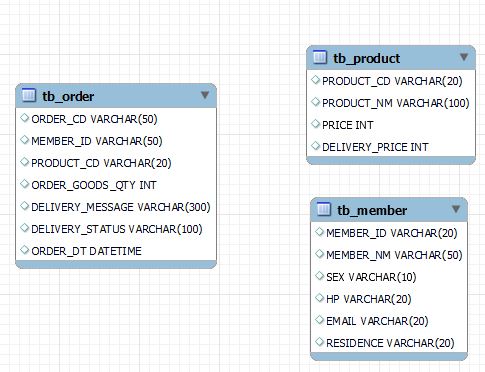 tb_order
ORDER_CD VARCHAR(50)
MEMBER_ID VARCHAR(50)
PRODUCT_CD VARCHAR(20)
ORDER_GOODS_QTY INT
DELIVERY_MESSAGE VARCHAR(300)
DELIVERY_STATUS VARCHAR(100)
ORDER_DT DATETIME
tb_product
PRODUCT_CD VARCHAR(20)
PRODUCT_NM VARCHAR(100)
PRICE INT
DELIVERY_PRICE INT
tb_member
MEMBER_ID VARCHAR(20)
MEMBER_NM VARCHAR(50)
SEX VARCHAR(10)
HP VARCHAR(20)
EMAIL VARCHAR(20)
RESIDENCE VARCHAR(20)